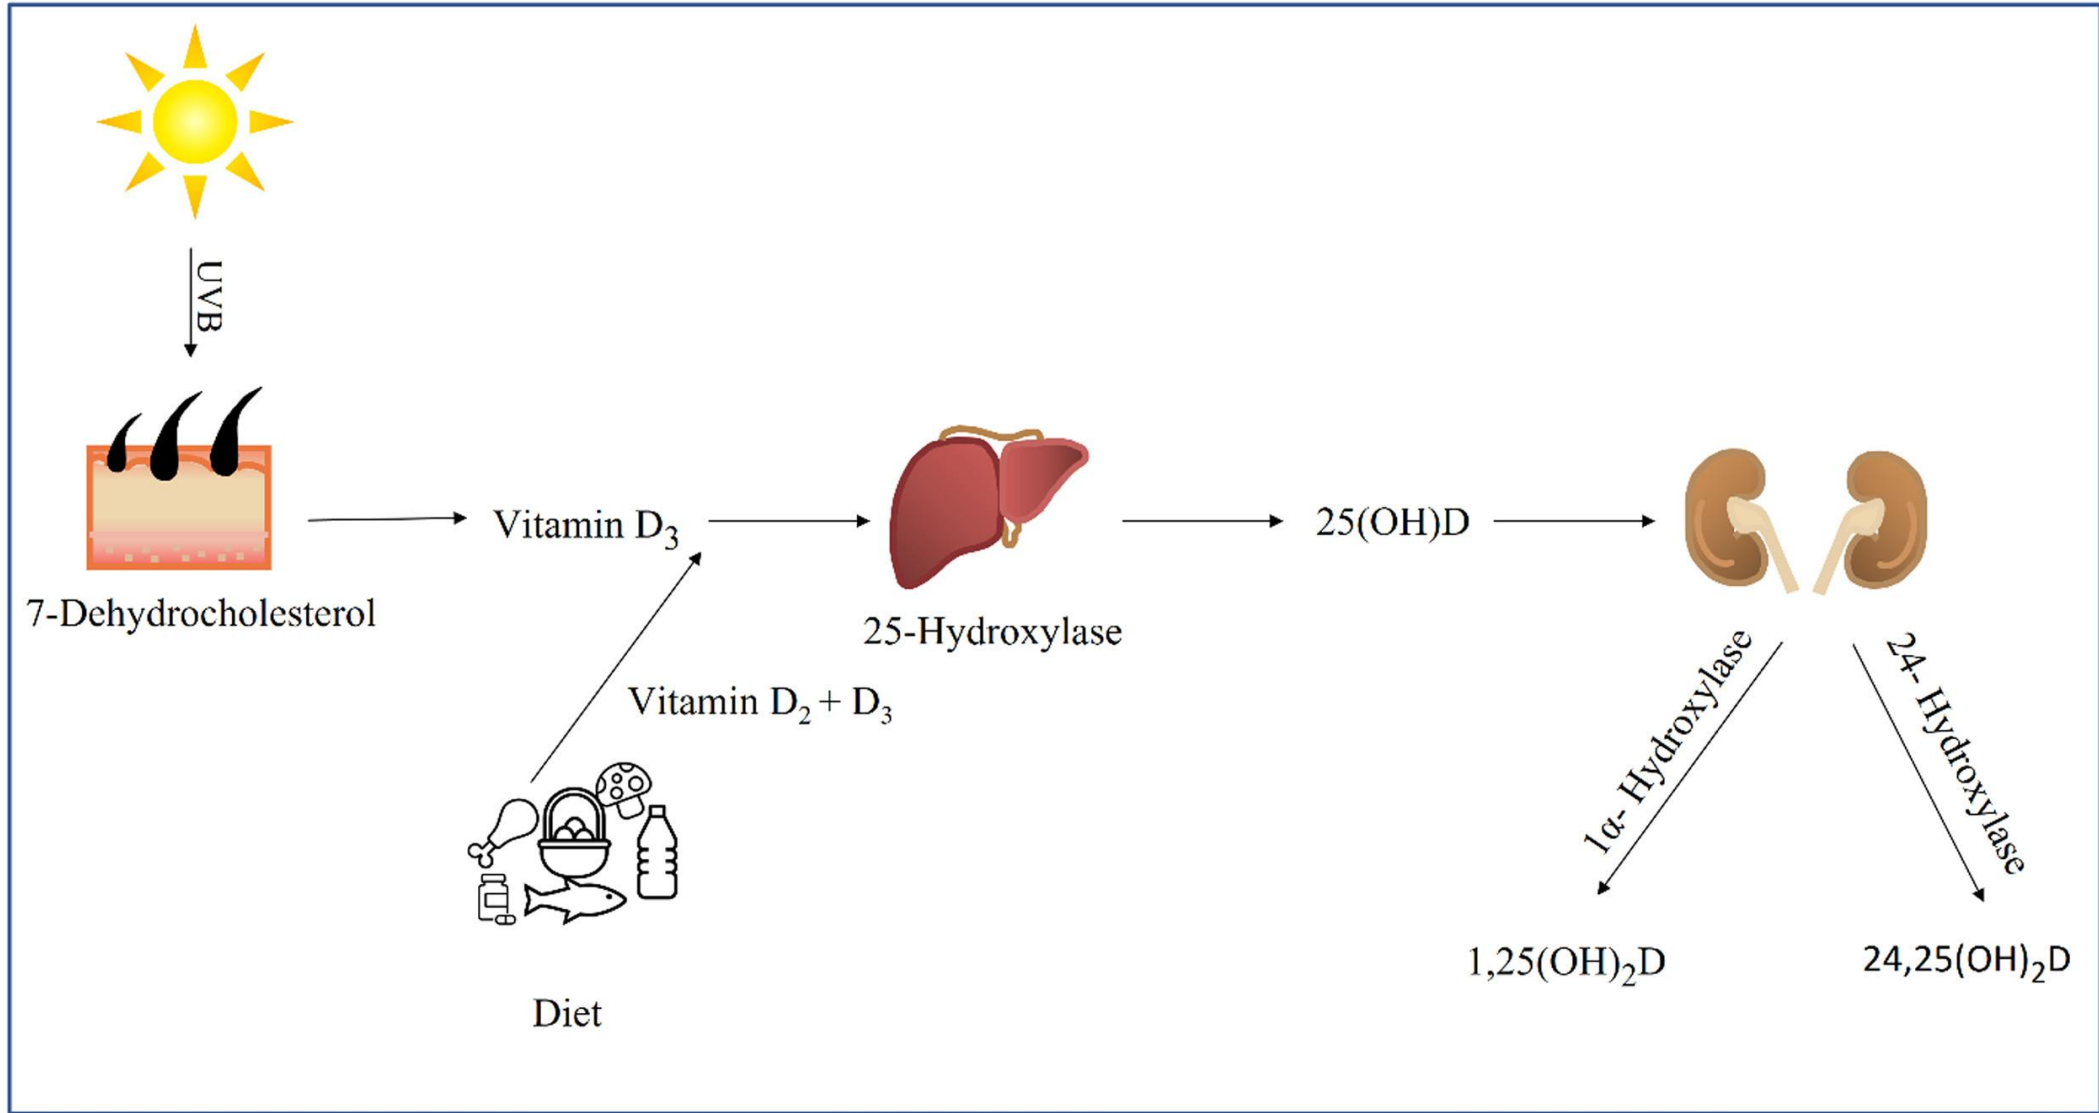 UVB
7-Dehydrocholesterol
Vitamin D₃
25-Hydroxylase
25(OH)D
Vitamin D₂ + D₃
Diet
1α- Hydroxylase
24- Hydroxylase
1,25(OH)₂D
24,25(OH)₂D